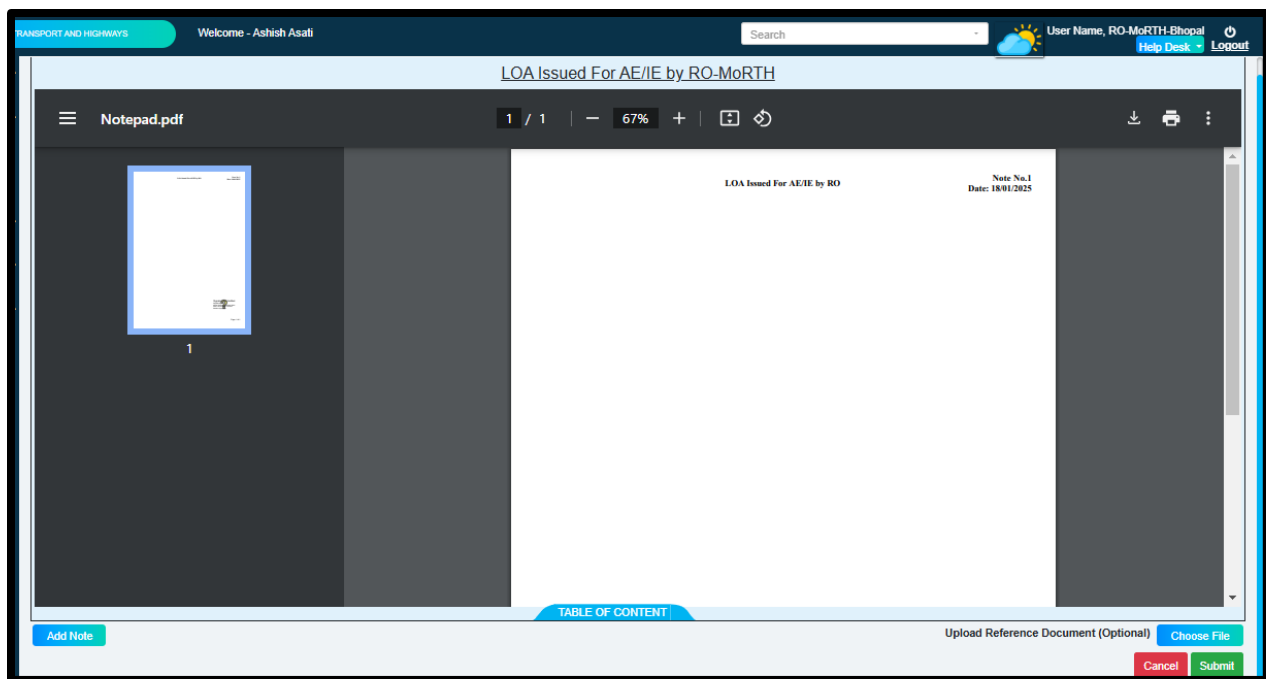 TRANSPORT AND HIGHWAYS
Welcome - Ashish Asati
Search
User Name, RO-MoRTH-Bhopal
Help Desk
Logout
LOA Issued For AE/IE by RO-MoRTH
Notepad.pdf
1 / 1
67%
LOA Issued For AE/IE by RO
Note No.1
Date: 18/01/2025
1
TABLE OF CONTENT
Add Note
Upload Reference Document (Optional)
Choose File
Cancel
Submit